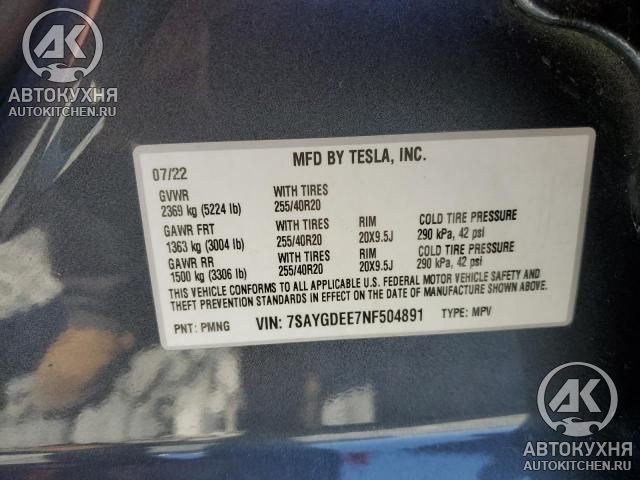 AK
АВТОКУХНЯ
AUTOKITCHEN.RU
MFD BY TESLA, INC.
07/22
GVWR WITH TIRES
2369 kg (5224 lb) 255/40R20
GAWR FRT WITH TIRES RIM COLD TIRE PRESSURE
1363 kg (3004 lb) 255/40R20 20X9.5J 290 kPa, 42 psi
GAWR RR WITH TIRES RIM COLD TIRE PRESSURE
1500 kg (3306 lb) 255/40R20 20X9.5J 290 kPa, 42 psi
THIS VEHICLE CONFORMS TO ALL APPLICABLE U.S. FEDERAL MOTOR VEHICLE SAFETY AND
THEFT PREVENTION STANDARDS IN EFFECT ON THE DATE OF MANUFACTURE SHOWN ABOVE.
PNT: PMNG VIN: 7SAYGDEE7NF504891 TYPE: MPV
AK
АВТОКУХНЯ
AUTOKITCHEN.RU